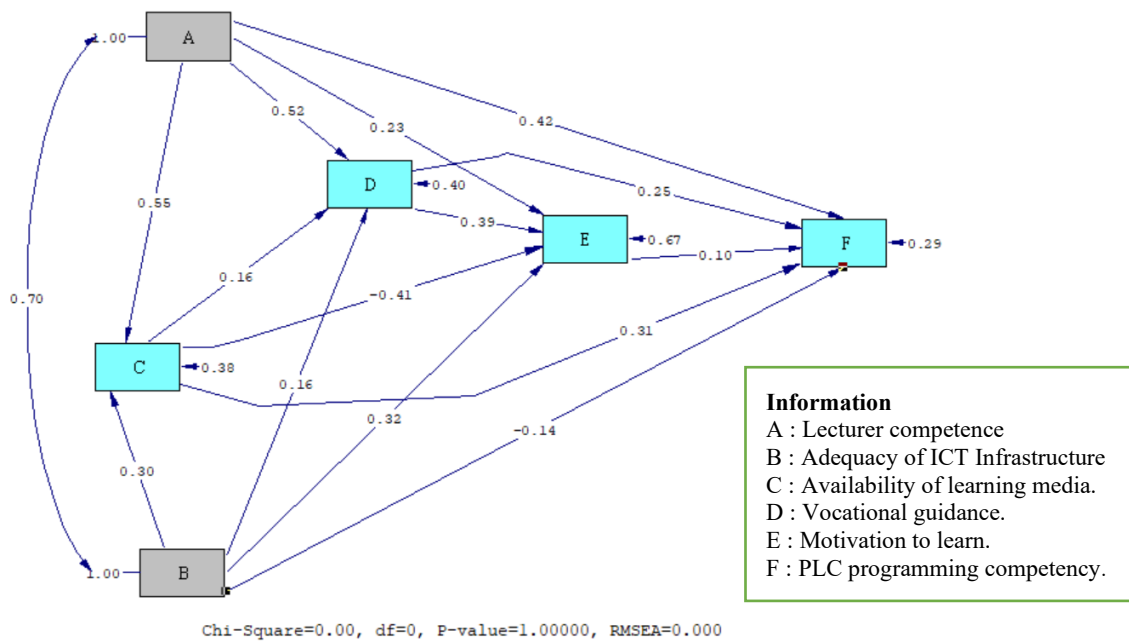 A
1.00
0.52
0.42
0.23
D
0.40
0.25
0.55
0.39
E
0.67
F
0.29
0.10
0.16
-0.41
0.70
0.31
C
0.38
0.16
0.32
-0.14
0.30
B
1.00
Information
A : Lecturer competence
B : Adequacy of ICT Infrastructure
C : Availability of learning media.
D : Vocational guidance.
E : Motivation to learn.
F : PLC programming competency.
Chi-Square=0.00, df=0, P-value=1.00000, RMSEA=0.000